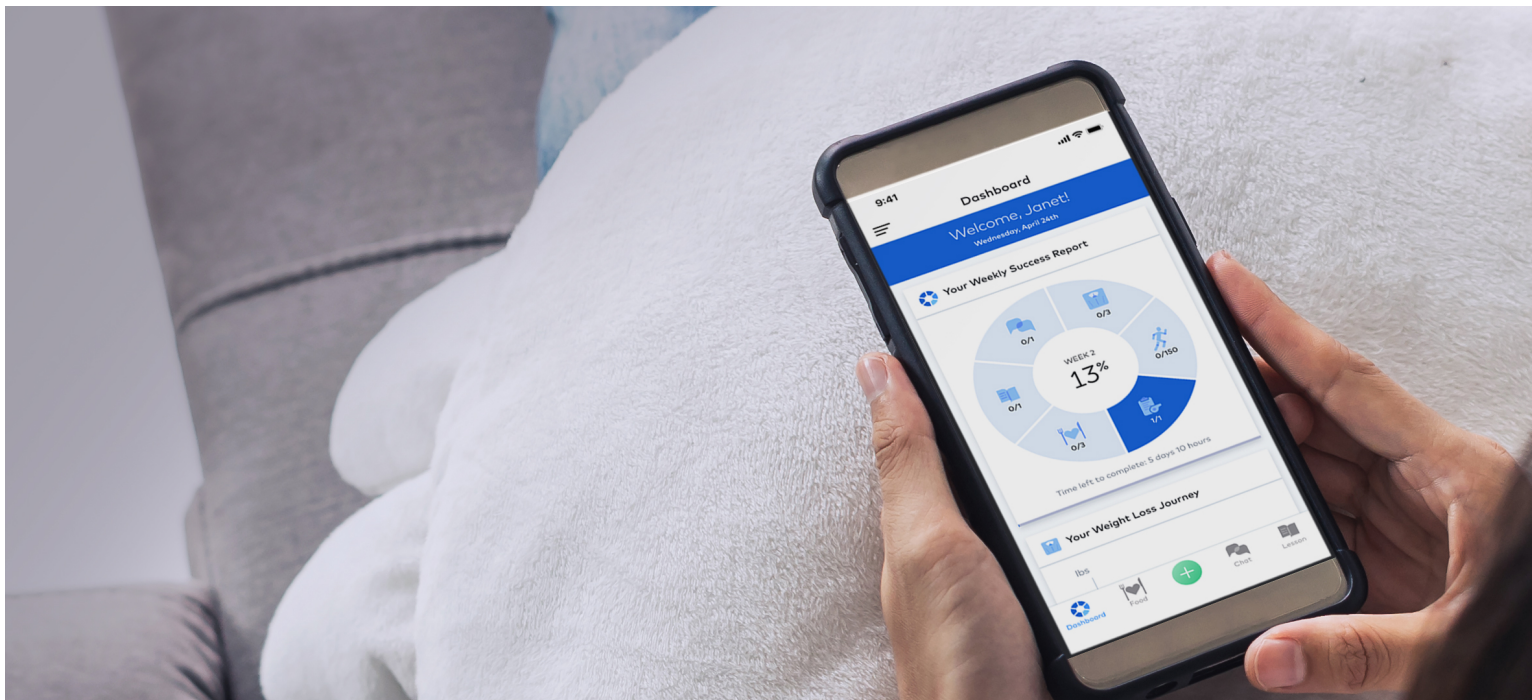 9:41
Dashboard
Welcome, Janet!
Wednesday, April 24th
Your Weekly Success Report
0/1
0/3
0/150
WEEK 2
13%
0/1
0/3
1/1
Time left to complete: 5 days 10 hours
Your Weight Loss Journey
lbs
Dashboard
Food
Chat
Lesson